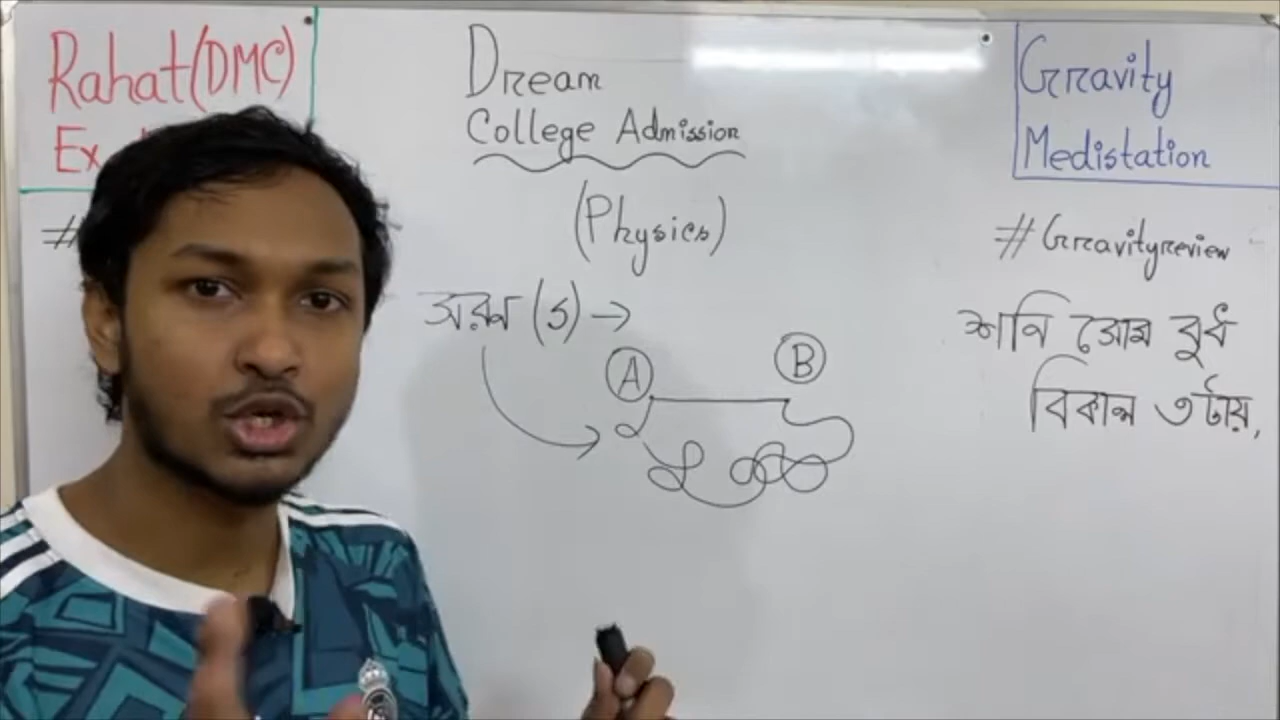 Rahat(DMC)
Ex
Dream
College Admission
(Physics)
Gravity
Medistation
#
#Gravityreview
সরণ (s) →
A
B
শনি সোম বুধ
বিকাল ৩টায়,